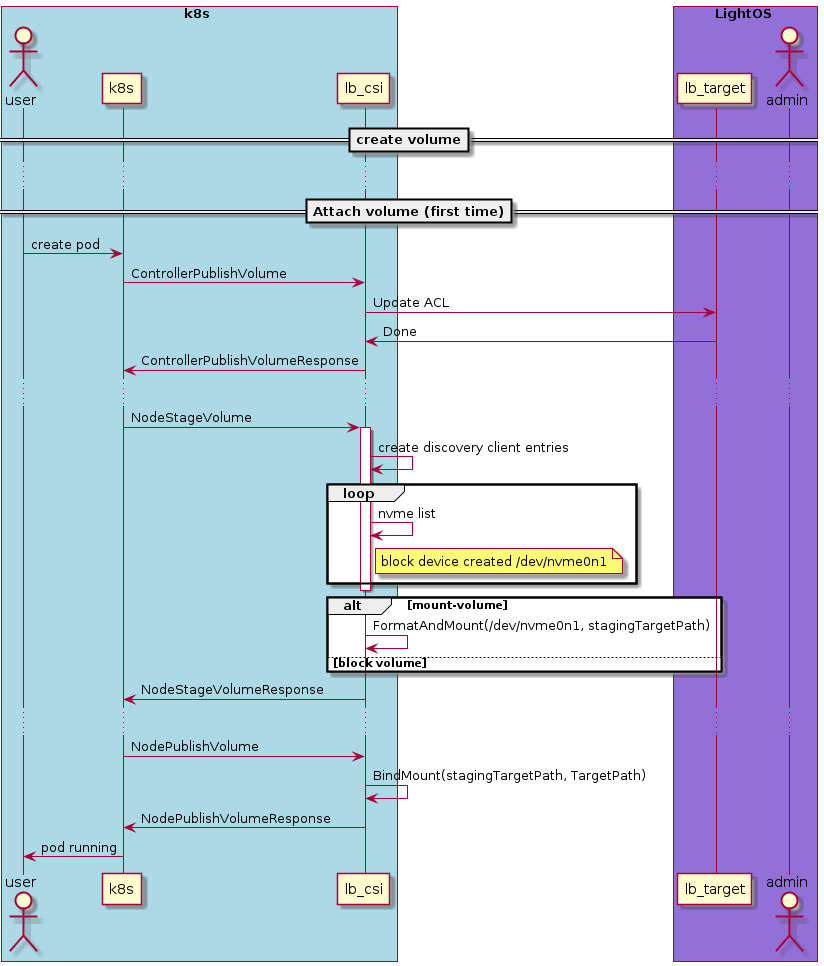 k8s
LightOS
user
k8s
lb_csi
lb_target
admin
create volume
Attach volume (first time)
create pod
ControllerPublishVolume
Update ACL
Done
ControllerPublishVolumeResponse
NodeStageVolume
create discovery client entries
loop
nvme list
block device created /dev/nvme0n1
alt [mount-volume]
FormatAndMount(/dev/nvme0n1, stagingTargetPath)
[block volume]
NodeStageVolumeResponse
NodePublishVolume
BindMount(stagingTargetPath, TargetPath)
NodePublishVolumeResponse
pod running
user
k8s
lb_csi
lb_target
admin